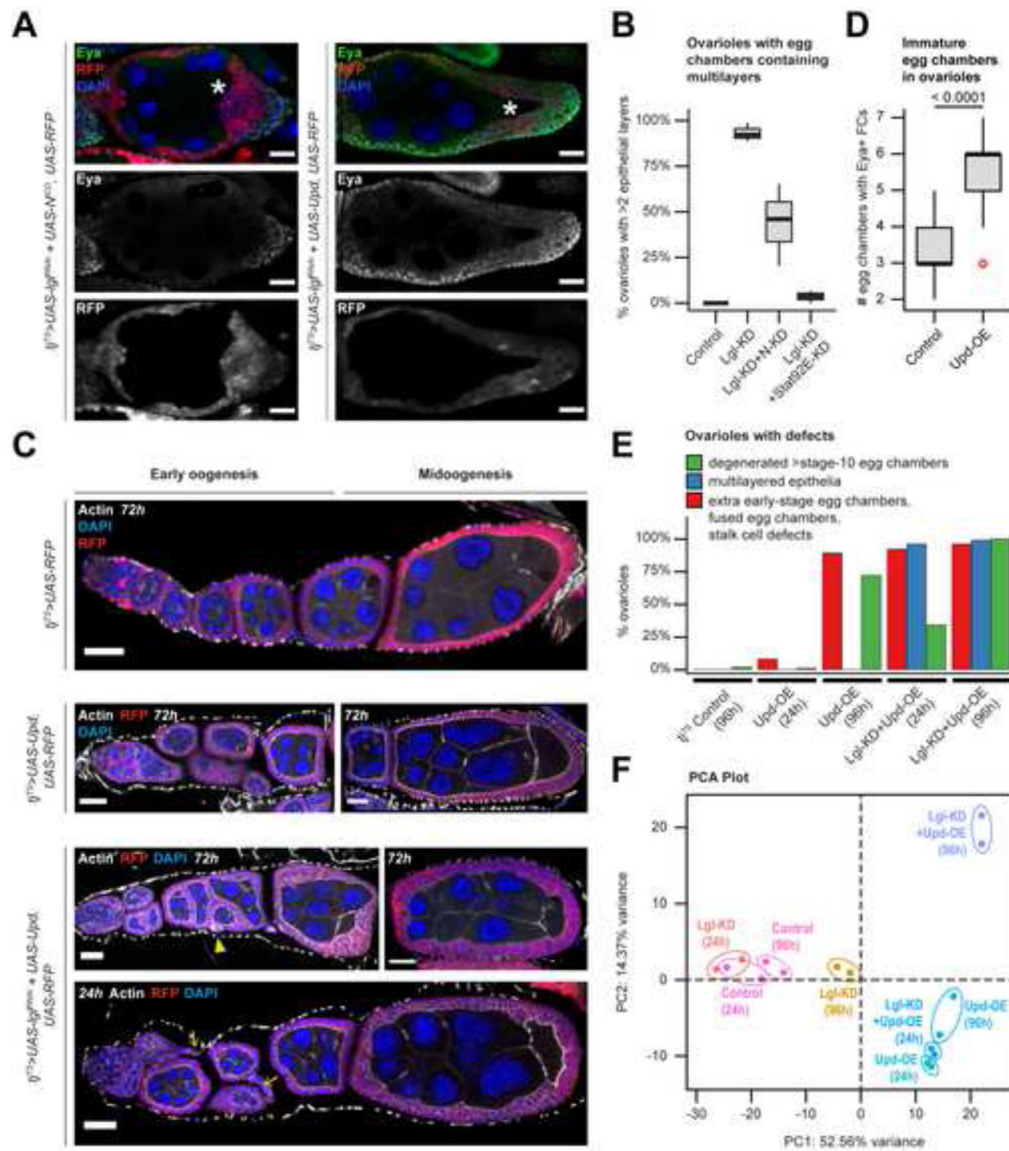 A
Eya
RFP
DAPI
Eya
RFP
Eya
RFP
DAPI
Eya
B
Ovarioles with egg
chambers containing
multilayers
% ovarioles with >2 epithelial layers
100%
75%
50%
25%
0%
Control
Lgl-KD
Lgl-KD+N-KD
Lgl-KD
+Stat92E-KD
D
Immature
egg chambers
in ovarioles
< 0.0001
# egg chambers with Eya+ FCs
7
6
5
4
3
2
Control
Upd-OE
C
Early oogenesis
Midoogenesis
Actin 72h
DAPI
RFP
Actin RFP 72h
DAPI
72h
Actin RFP DAPI 72h
72h
24h Actin RFP DAPI
E
Ovarioles with defects
degenerated >stage-10 egg chambers
multilayered epithelia
extra early-stage egg chambers,
fused egg chambers,
stalk cell defects
% ovarioles
100%
75%
50%
25%
0%
Control
(96h)
Upd-OE
(24h)
Upd-OE
(96h)
Lgl-KD+Upd-OE
(24h)
Lgl-KD+Upd-OE
(96h)
F
PCA Plot
PC2: 14.37% variance
20
10
0
-10
Lgl-KD
+Upd-OE
(96h)
Lgl-KD
(24h)
Control
(96h)
Control
(24h)
Lgl-KD
(96h)
Lgl-KD
+Upd-OE
(24h)
Upd-OE
(96h)
Upd-OE
(24h)
-30
-20
-10
0
10
20
PC1: 52.56% variance